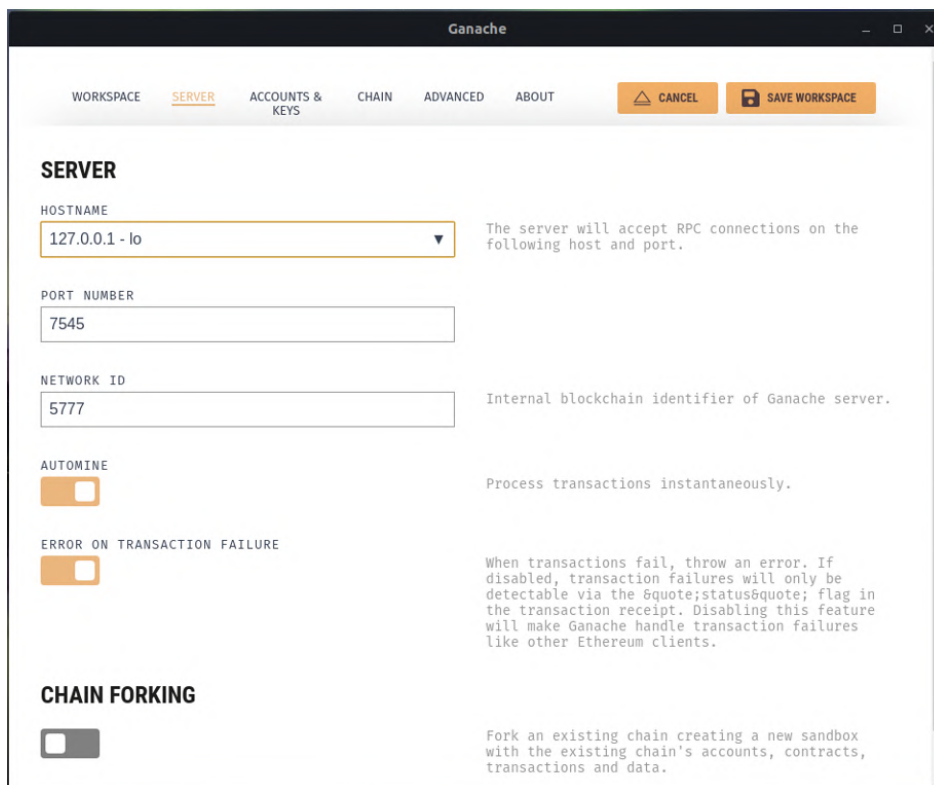 Ganache
WORKSPACE
SERVER
ACCOUNTS &
KEYS
CHAIN
ADVANCED
ABOUT
CANCEL
SAVE WORKSPACE
SERVER
HOSTNAME
127.0.0.1 - lo
The server will accept RPC connections on the
following host and port.
PORT NUMBER
7545
NETWORK ID
5777
Internal blockchain identifier of Ganache server.
AUTOMINE
Process transactions instantaneously.
ERROR ON TRANSACTION FAILURE
When transactions fail, throw an error. If
disabled, transaction failures will only be
detectable via the &quote;status&quote; flag in
the transaction receipt. Disabling this feature
will make Ganache handle transaction failures
like other Ethereum clients.
CHAIN FORKING
Fork an existing chain creating a new sandbox
with the existing chain's accounts, contracts,
transactions and data.